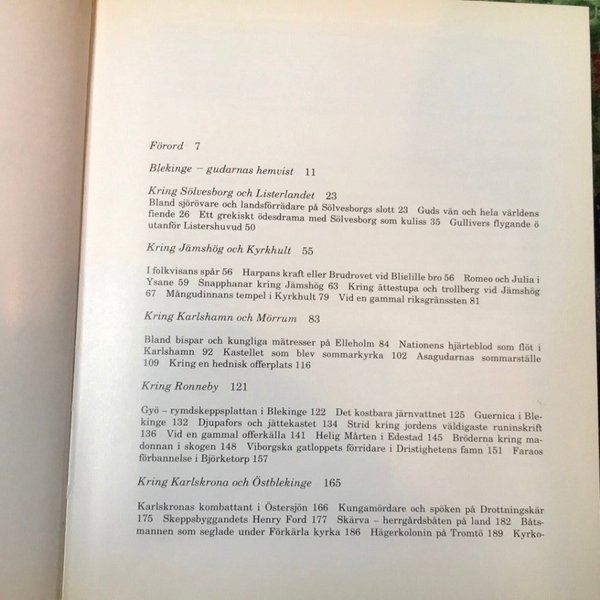 Förord 7
Blekinge – gudarnas hemvist 11
Kring Sölvesborg och Listerlandet 23
Bland sjörövare och landsförrädare på Sölvesborgs slott 23 Guds vän och hela världens
fiende 26 Ett grekiskt ödesdrama med Sölvesborg som kuliss 35 Gullivers flygande ö
utanför Listershuvud 50
Kring Jämshög och Kyrkhult 55
I folkvisans spår 56 Harpans kraft eller Brudrovet vid Blielille bro 56 Romeo och Julia i
Ysane 59 Snapphanar kring Jämshög 63 Kring ättestupa och trollberg vid Jämshög
67 Mångudinnans tempel i Kyrkhult 79 Vid en gammal riksgränssten 81
Kring Karlshamn och Mörrum 83
Bland bispar och kungliga mätresser på Elleholm 84 Nationens hjärteblod som flöt i
Karlshamn 92 Kastellet som blev sommarkyrka 102 Asagudarnas sommarställe
109 Kring en hednisk offerplats 116
Kring Ronneby 121
Gyö – rymdskeppsplattan i Blekinge 122 Det kostbara järnvattnet 125 Guernica i Ble-
kinge 132 Djupafors och jättekastet 134 Strid kring jordens väldigaste runinskrift
136 Vid en gammal offerkälla 141 Helig Mårten i Edestad 145 Bröderna kring ma-
donnan i skogen 148 Viborgska gatloppets förridare i Dristighetens famn 151 Faraos
förbannelse i Björketorp 157
Kring Karlskrona och Östblekinge 165
Karlskronas kombattant i Östersjön 166 Kungamördare och spöken på Drottningskär
175 Skeppsbyggandets Henry Ford 177 Skärva – herrgårdsbåten på land 182 Båts-
mannen som seglade under Förkärla kyrka 186 Hägerkolonin på Tromtö 189 Kyrko-